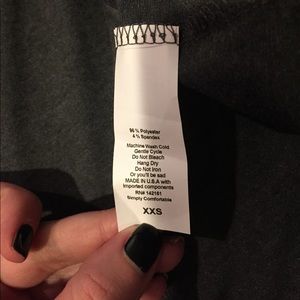 96% Polyester
4% Spandex
Machine Wash Cold
Gentle Cycle
Do Not Bleach
Hang Dry
Do Not Iron
Or you'll be sad
MADE IN U.S.A with
imported components
RN# 142161
Simply Comfortable
XXS